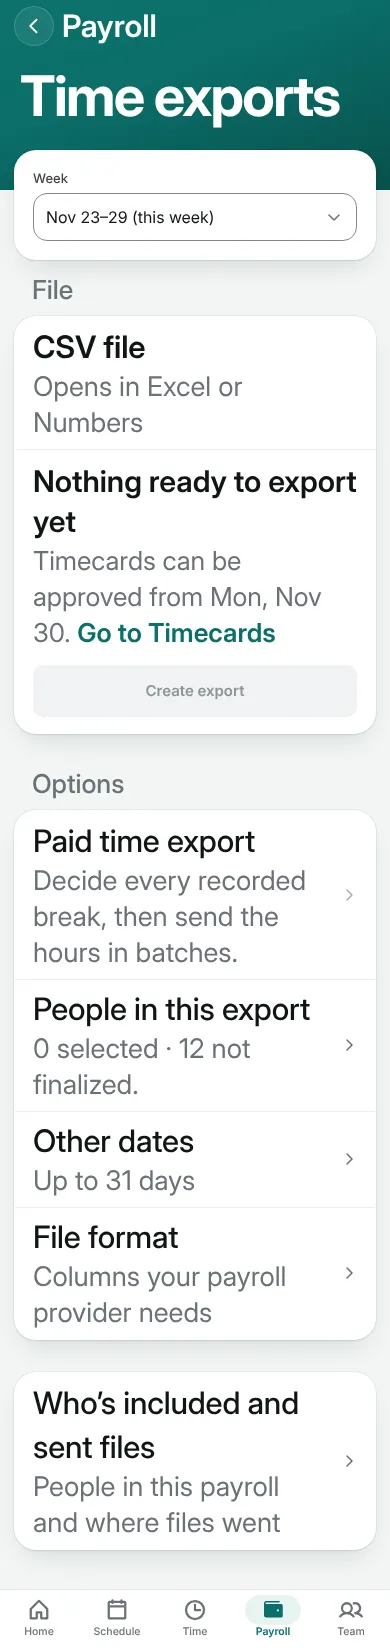 Payroll
Time exports
Week
Nov 23–29 (this week)
File
CSV file
Opens in Excel or
Numbers
Nothing ready to export
yet
Timecards can be
approved from Mon, Nov
30. Go to Timecards
Create export
Options
Paid time export
Decide every recorded
break, then send the
hours in batches.
People in this export
0 selected · 12 not
finalized.
Other dates
Up to 31 days
File format
Columns your payroll
provider needs
Who’s included and
sent files
People in this payroll
and where files went
Home
Schedule
Time
Payroll
Team